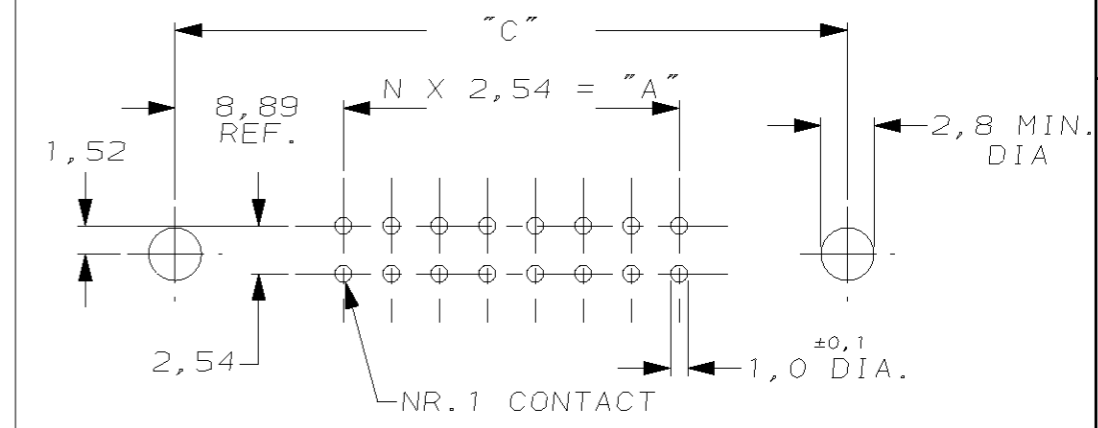 "C"
N X 2,54 = "A"
8,89
REF.
2,8 MIN.
DIA
1,52
2,54
±0,1
1,0 DIA.
NR.1 CONTACT